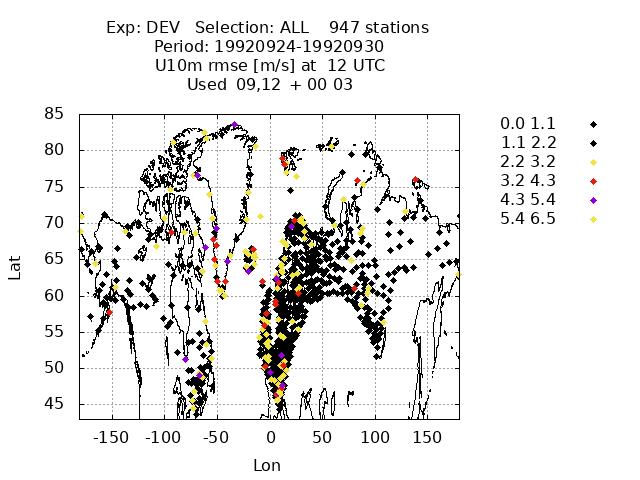 Exp: DEV   Selection: ALL    947 stations
Period: 19920924-19920930
U10m rmse [m/s] at  12 UTC
Used  09,12  + 00 03
85
80
75
70
65
60
55
50
45
Lat
-150 -100 -50 0 50 100 150
Lon
0.0 1.1
1.1 2.2
2.2 3.2
3.2 4.3
4.3 5.4
5.4 6.5